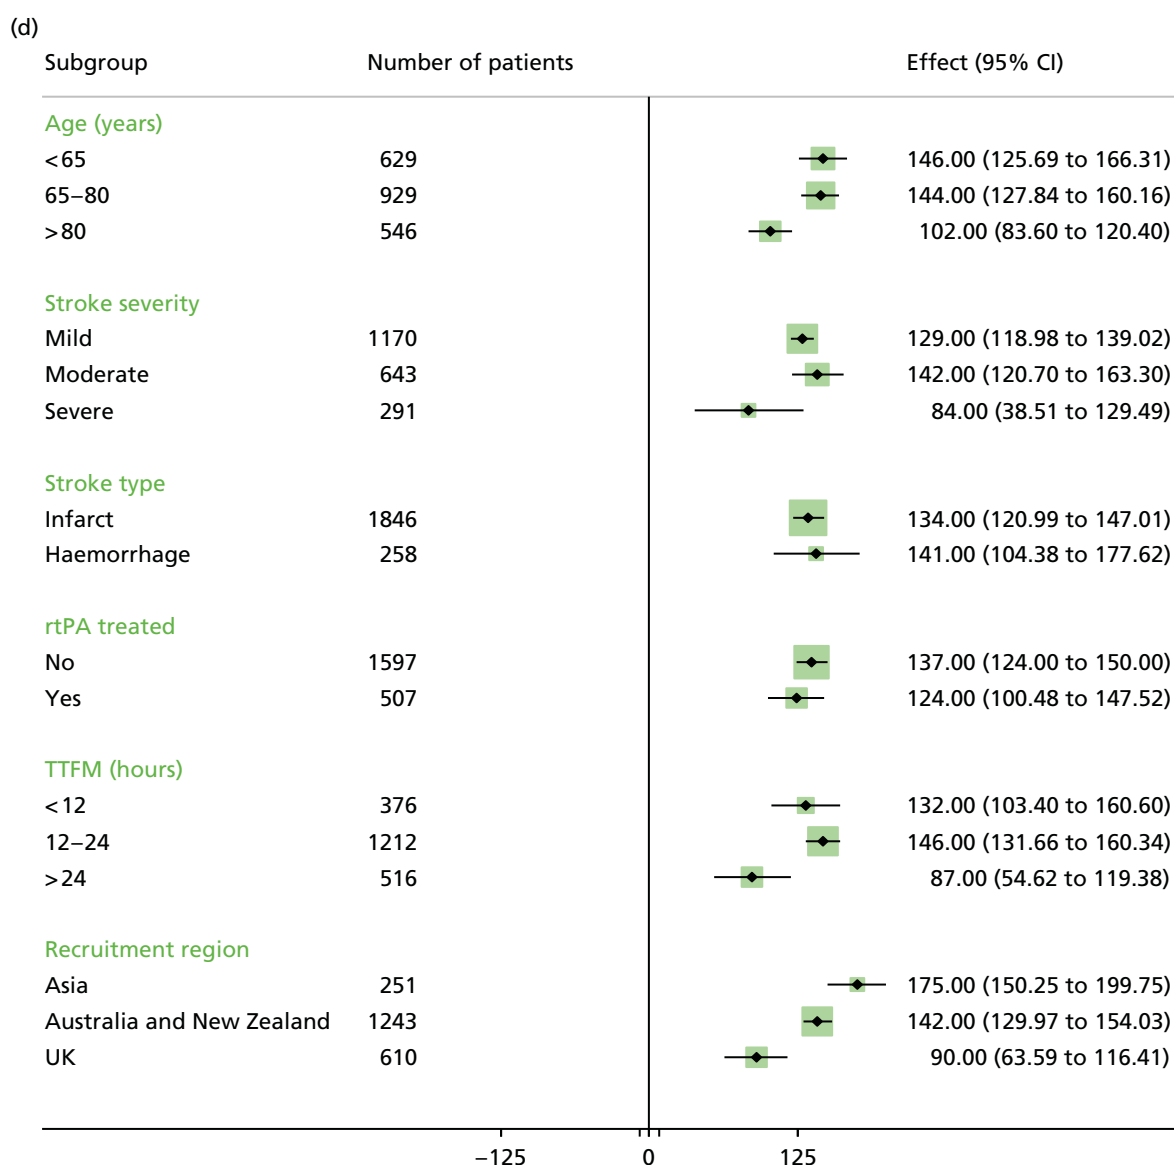 (d)
Subgroup Number of patients Effect (95% CI)
Age (years)
<65 629 146.00 (125.69 to 166.31)
65–80 929 144.00 (127.84 to 160.16)
>80 546 102.00 (83.60 to 120.40)
Stroke severity
Mild 1170 129.00 (118.98 to 139.02)
Moderate 643 142.00 (120.70 to 163.30)
Severe 291 84.00 (38.51 to 129.49)
Stroke type
Infarct 1846 134.00 (120.99 to 147.01)
Haemorrhage 258 141.00 (104.38 to 177.62)
rtPA treated
No 1597 137.00 (124.00 to 150.00)
Yes 507 124.00 (100.48 to 147.52)
TTFM (hours)
<12 376 132.00 (103.40 to 160.60)
12–24 1212 146.00 (131.66 to 160.34)
>24 516 87.00 (54.62 to 119.38)
Recruitment region
Asia 251 175.00 (150.25 to 199.75)
Australia and New Zealand 1243 142.00 (129.97 to 154.03)
UK 610 90.00 (63.59 to 116.41)
−125 0 125